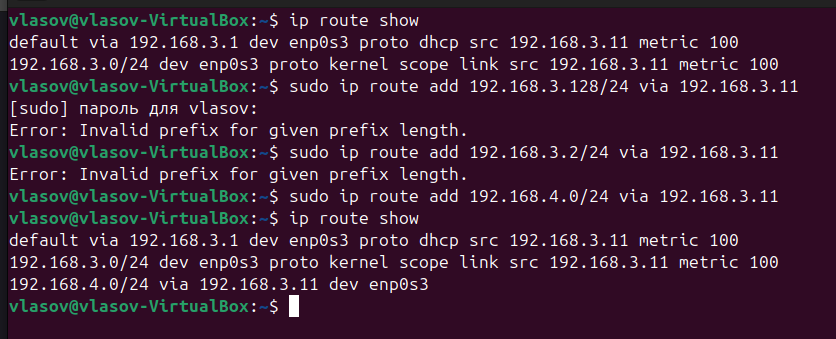 vlasov@vlasov-VirtualBox:~$ ip route show
default via 192.168.3.1 dev enp0s3 proto dhcp src 192.168.3.11 metric 100
192.168.3.0/24 dev enp0s3 proto kernel scope link src 192.168.3.11 metric 100
vlasov@vlasov-VirtualBox:~$ sudo ip route add 192.168.3.128/24 via 192.168.3.11
[sudo] пароль для vlasov:
Error: Invalid prefix for given prefix length.
vlasov@vlasov-VirtualBox:~$ sudo ip route add 192.168.3.2/24 via 192.168.3.11
Error: Invalid prefix for given prefix length.
vlasov@vlasov-VirtualBox:~$ sudo ip route add 192.168.4.0/24 via 192.168.3.11
vlasov@vlasov-VirtualBox:~$ ip route show
default via 192.168.3.1 dev enp0s3 proto dhcp src 192.168.3.11 metric 100
192.168.3.0/24 dev enp0s3 proto kernel scope link src 192.168.3.11 metric 100
192.168.4.0/24 via 192.168.3.11 dev enp0s3
vlasov@vlasov-VirtualBox:~$